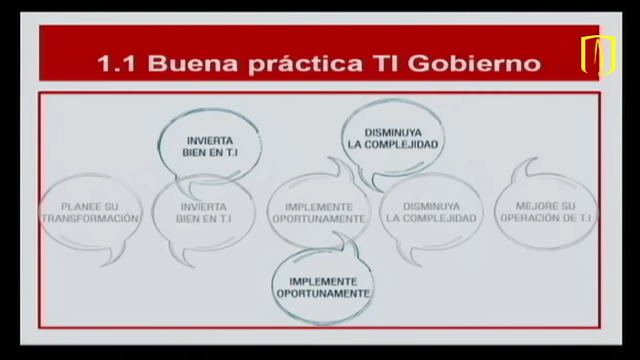 1.1 Buena práctica TI Gobierno
INVIERTA
BIEN EN T.I
DISMINUYA
LA COMPLEJIDAD
PLANEE SU
TRANSFORMACIÓN
INVIERTA
BIEN EN T.I
IMPLEMENTE
OPORTUNAMENTE
DISMINUYA
LA COMPLEJIDAD
MEJORE SU
OPERACIÓN DE T.I
IMPLEMENTE
OPORTUNAMENTE